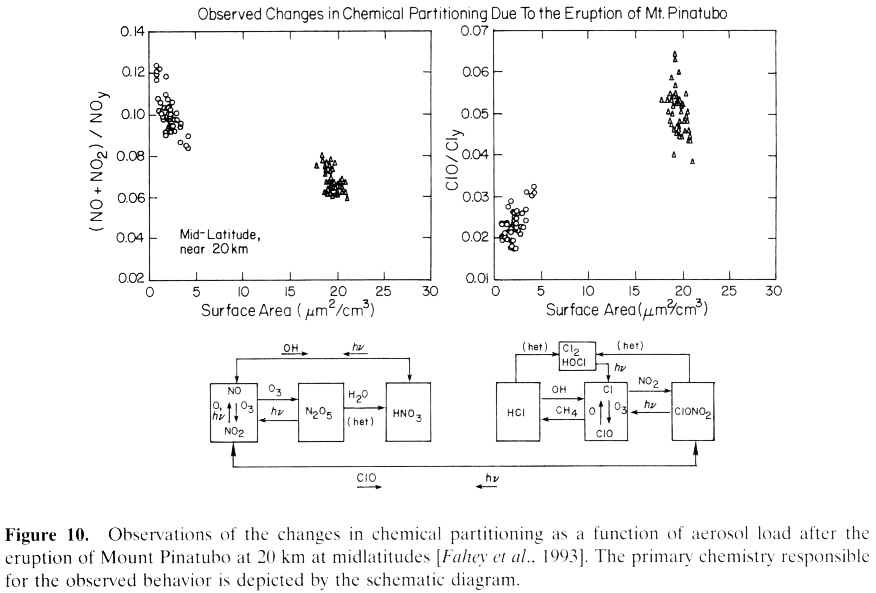 Observed Changes in Chemical Partitioning Due To the Eruption of Mt. Pinatubo
0.14
0.12
0.10
0.08
0.06
0.04
0.02
(NO + NO2) / NOy
Mid-Latitude,
near 20km
0 5 10 15 20 25 30
Surface Area ( μm²/cm³)
0.07
0.06
0.05
0.04
0.03
0.02
0.01
ClO/Cly
0 5 10 15 20 25 30
Surface Area(μm²/cm³)
OH hν
NO
O,
hν
O3
NO2
O3
hν
N2O5
H2O
(het)
HNO3
(het)
Cl2
HOCl
(het)
hν
HCl
OH
CH4
Cl
O
O3
ClO
NO2
hν
ClONO2
ClO hν
Figure 10. Observations of the changes in chemical partitioning as a function of aerosol load after the
eruption of Mount Pinatubo at 20 km at midlatitudes [Fahey et al., 1993]. The primary chemistry responsible
for the observed behavior is depicted by the schematic diagram.